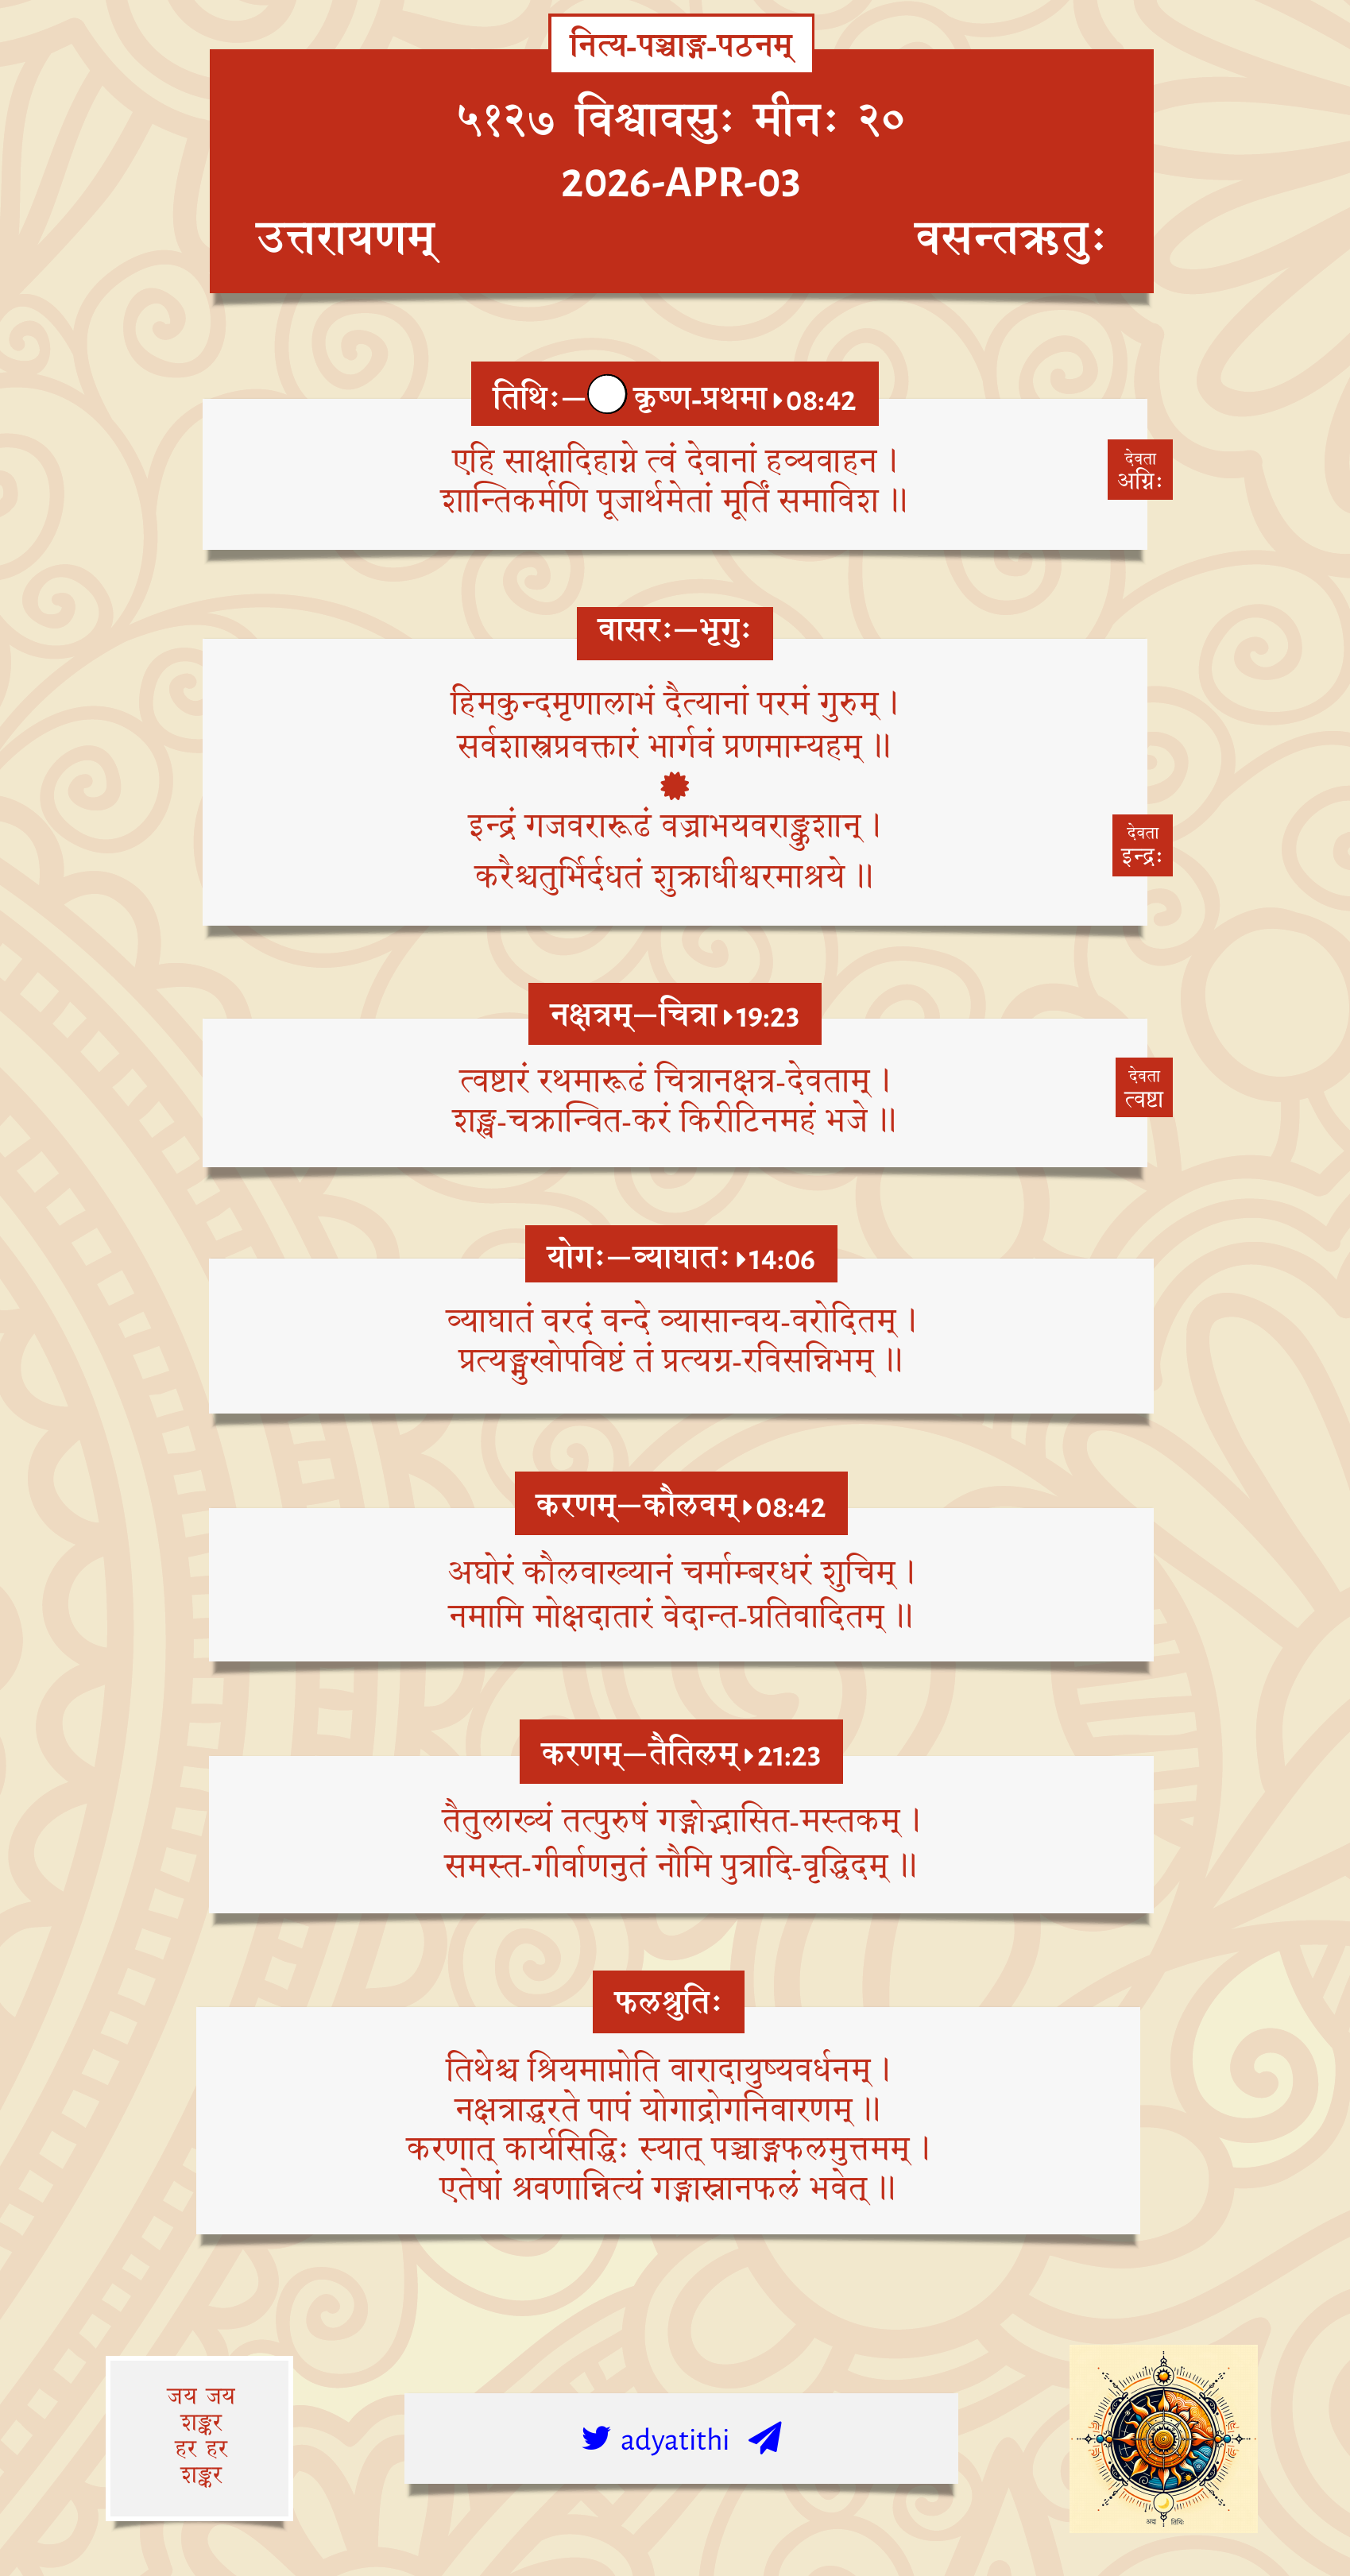 नित्य-पञ्चाङ्ग-पठनम्
५१२७ विश्वावसुः मीनः २०
2026-APR-03
उत्तरायणम्
वसन्तऋतुः
तिथिः— कृष्ण-प्रथमा 08:42
एहि साक्षादिहाग्ने त्वं देवानां हव्यवाहन ।
शान्तिकर्मणि पूजार्थमेतां मूर्तिं समाविश ॥
देवता
अग्निः
वासरः—भृगुः
हिमकुन्दमृणालाभं दैत्यानां परमं गुरुम् ।
सर्वशास्त्रप्रवक्तारं भार्गवं प्रणमाम्यहम् ॥
इन्द्रं गजवरारूढं वज्राभयवराङ्कुशान् ।
करैश्चतुर्भिर्दधतं शुक्राधीश्वरमाश्रये ॥
देवता
इन्द्रः
नक्षत्रम्—चित्रा 19:23
त्वष्टारं रथमारूढं चित्रानक्षत्र-देवताम् ।
शङ्ख-चक्रान्वित-करं किरीटिनमहं भजे ॥
देवता
त्वष्टा
योगः—व्याघातः 14:06
व्याघातं वरदं वन्दे व्यासान्वय-वरोदितम् ।
प्रत्यङ्मुखोपविष्टं तं प्रत्यग्र-रविसन्निभम् ॥
करणम्—कौलवम् 08:42
अघोरं कौलवाख्यानं चर्माम्बरधरं शुचिम् ।
नमामि मोक्षदातारं वेदान्त-प्रतिवादितम् ॥
करणम्—तैतिलम् 21:23
तैतुलाख्यं तत्पुरुषं गङ्गोद्भासित-मस्तकम् ।
समस्त-गीर्वाणनुतं नौमि पुत्रादि-वृद्धिदम् ॥
फलश्रुतिः
तिथेश्च श्रियमाप्नोति वारादायुष्यवर्धनम् ।
नक्षत्राद्धरते पापं योगाद्रोगनिवारणम् ॥
करणात् कार्यसिद्धिः स्यात् पञ्चाङ्गफलमुत्तमम् ।
एतेषां श्रवणान्नित्यं गङ्गास्नानफलं भवेत् ॥
जय जय
शङ्कर
हर हर
शङ्कर
adyatithi
अद्य तिथिः